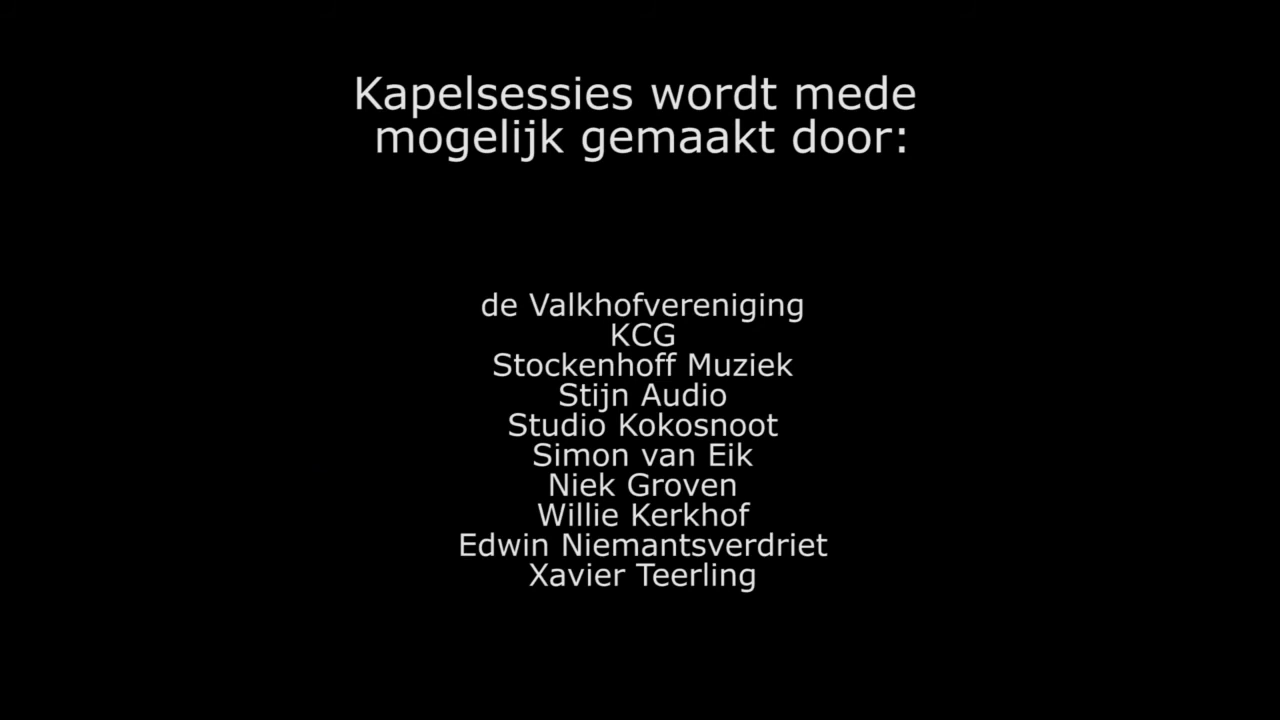 Kapelsessies wordt mede
mogelijk gemaakt door:
de Valkhofvereniging
KCG
Stockenhoff Muziek
Stijn Audio
Studio Kokosnoot
Simon van Eik
Niek Groven
Willie Kerkhof
Edwin Niemantsverdriet
Xavier Teerling